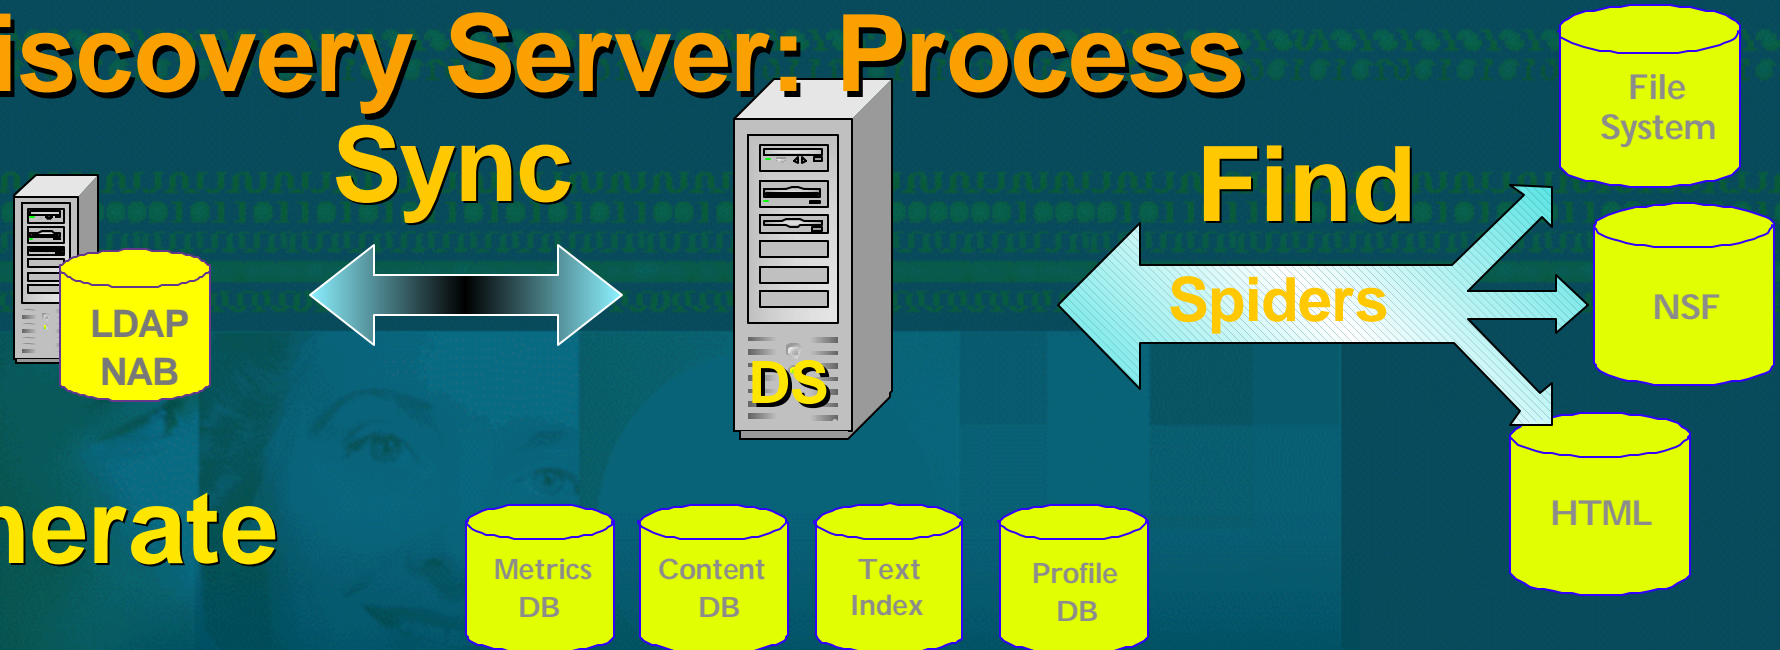 iscovery Server: Process
Sync
Find
File
System
Spiders
LDAP
NAB
NSF
DS
HTML
nerate
Metrics
DB
Content
DB
Text
Index
Profile
DB